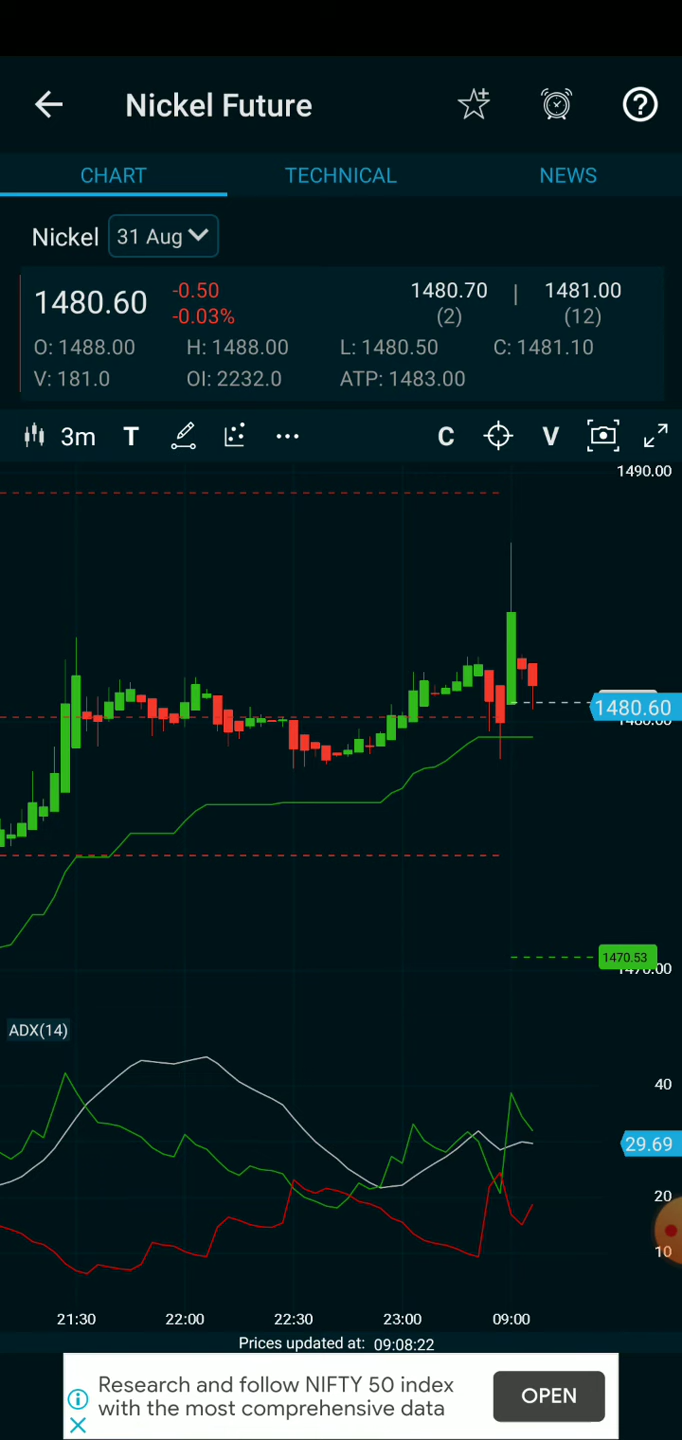 Nickel Future
CHART TECHNICAL NEWS
Nickel 31 Aug
1480.60 -0.50 1480.70 | 1481.00
-0.03% (2) (12)
O: 1488.00 H: 1488.00 L: 1480.50 C: 1481.10
V: 181.0 OI: 2232.0 ATP: 1483.00
3m T C V
1490.00
1480.60
1480.00
1470.53
1470.00
ADX(14)
40
29.69
20
10
21:30 22:00 22:30 23:00 09:00
Prices updated at: 09:08:22
Research and follow NIFTY 50 index
with the most comprehensive data
OPEN